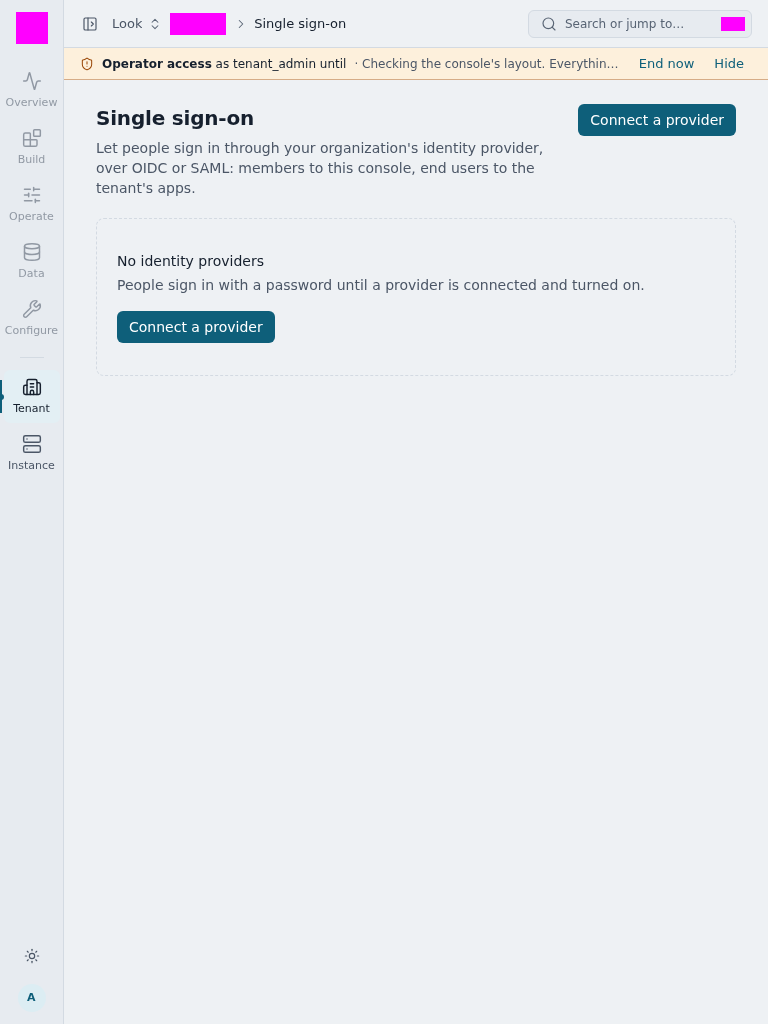 Look
Single sign-on
Search or jump to…
Operator access as tenant_admin until · Checking the console's layout. Everythin…
End now
Hide
Overview
Build
Operate
Data
Configure
Tenant
Instance
A
Single sign-on
Connect a provider
Let people sign in through your organization's identity provider,
over OIDC or SAML: members to this console, end users to the
tenant's apps.
No identity providers
People sign in with a password until a provider is connected and turned on.
Connect a provider